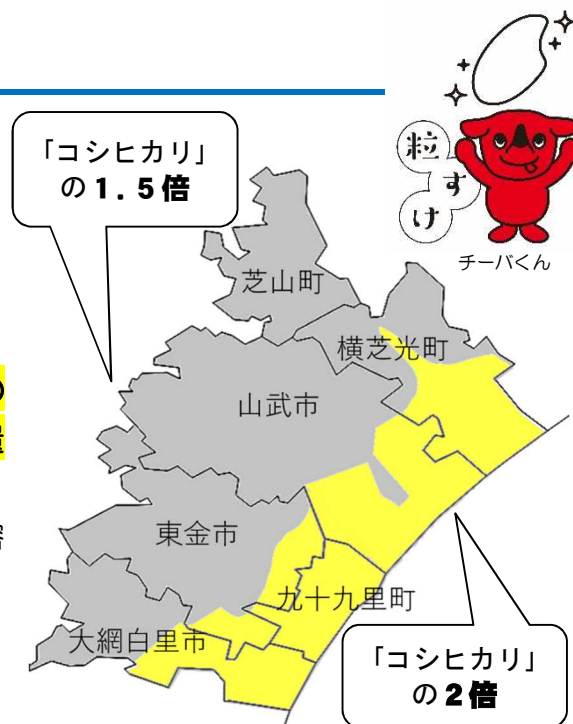 「コシヒカリ」
の1.5倍
粒
す
け
チーバくん
芝山町
横芝光町
山武市
東金市
九十九里町
大網白里市
「コシヒカリ」
の2倍